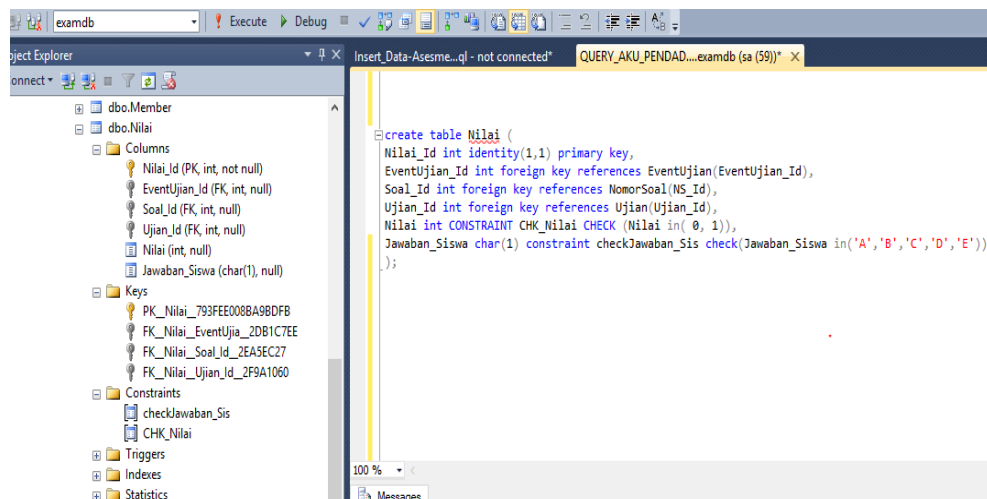 examdb
Execute
Debug
oject Explorer
onnect
dbo.Member
dbo.Nilai
Columns
Nilai_Id (PK, int, not null)
EventUjian_Id (FK, int, null)
Soal_Id (FK, int, null)
Ujian_Id (FK, int, null)
Nilai (int, null)
Jawaban_Siswa (char(1), null)
Keys
PK__Nilai__793FEE008BA9BDFB
FK__Nilai__EventUjia__2DB1C7EE
FK__Nilai__Soal_Id__2EA5EC27
FK__Nilai__Ujian_Id__2F9A1060
Constraints
checkJawaban_Sis
CHK_Nilai
Triggers
Indexes
Statistics
Insert_Data-Asesme...ql - not connected*
QUERY_AKU_PENDAD....examdb (sa (59))* X
create table Nilai (
Nilai_Id int identity(1,1) primary key,
EventUjian_Id int foreign key references EventUjian(EventUjian_Id),
Soal_Id int foreign key references NomorSoal(NS_Id),
Ujian_Id int foreign key references Ujian(Ujian_Id),
Nilai int CONSTRAINT CHK_Nilai CHECK (Nilai in( 0, 1)),
Jawaban_Siswa char(1) constraint checkJawaban_Sis check(Jawaban_Siswa in('A','B','C','D','E'))
);
100 %
Messages